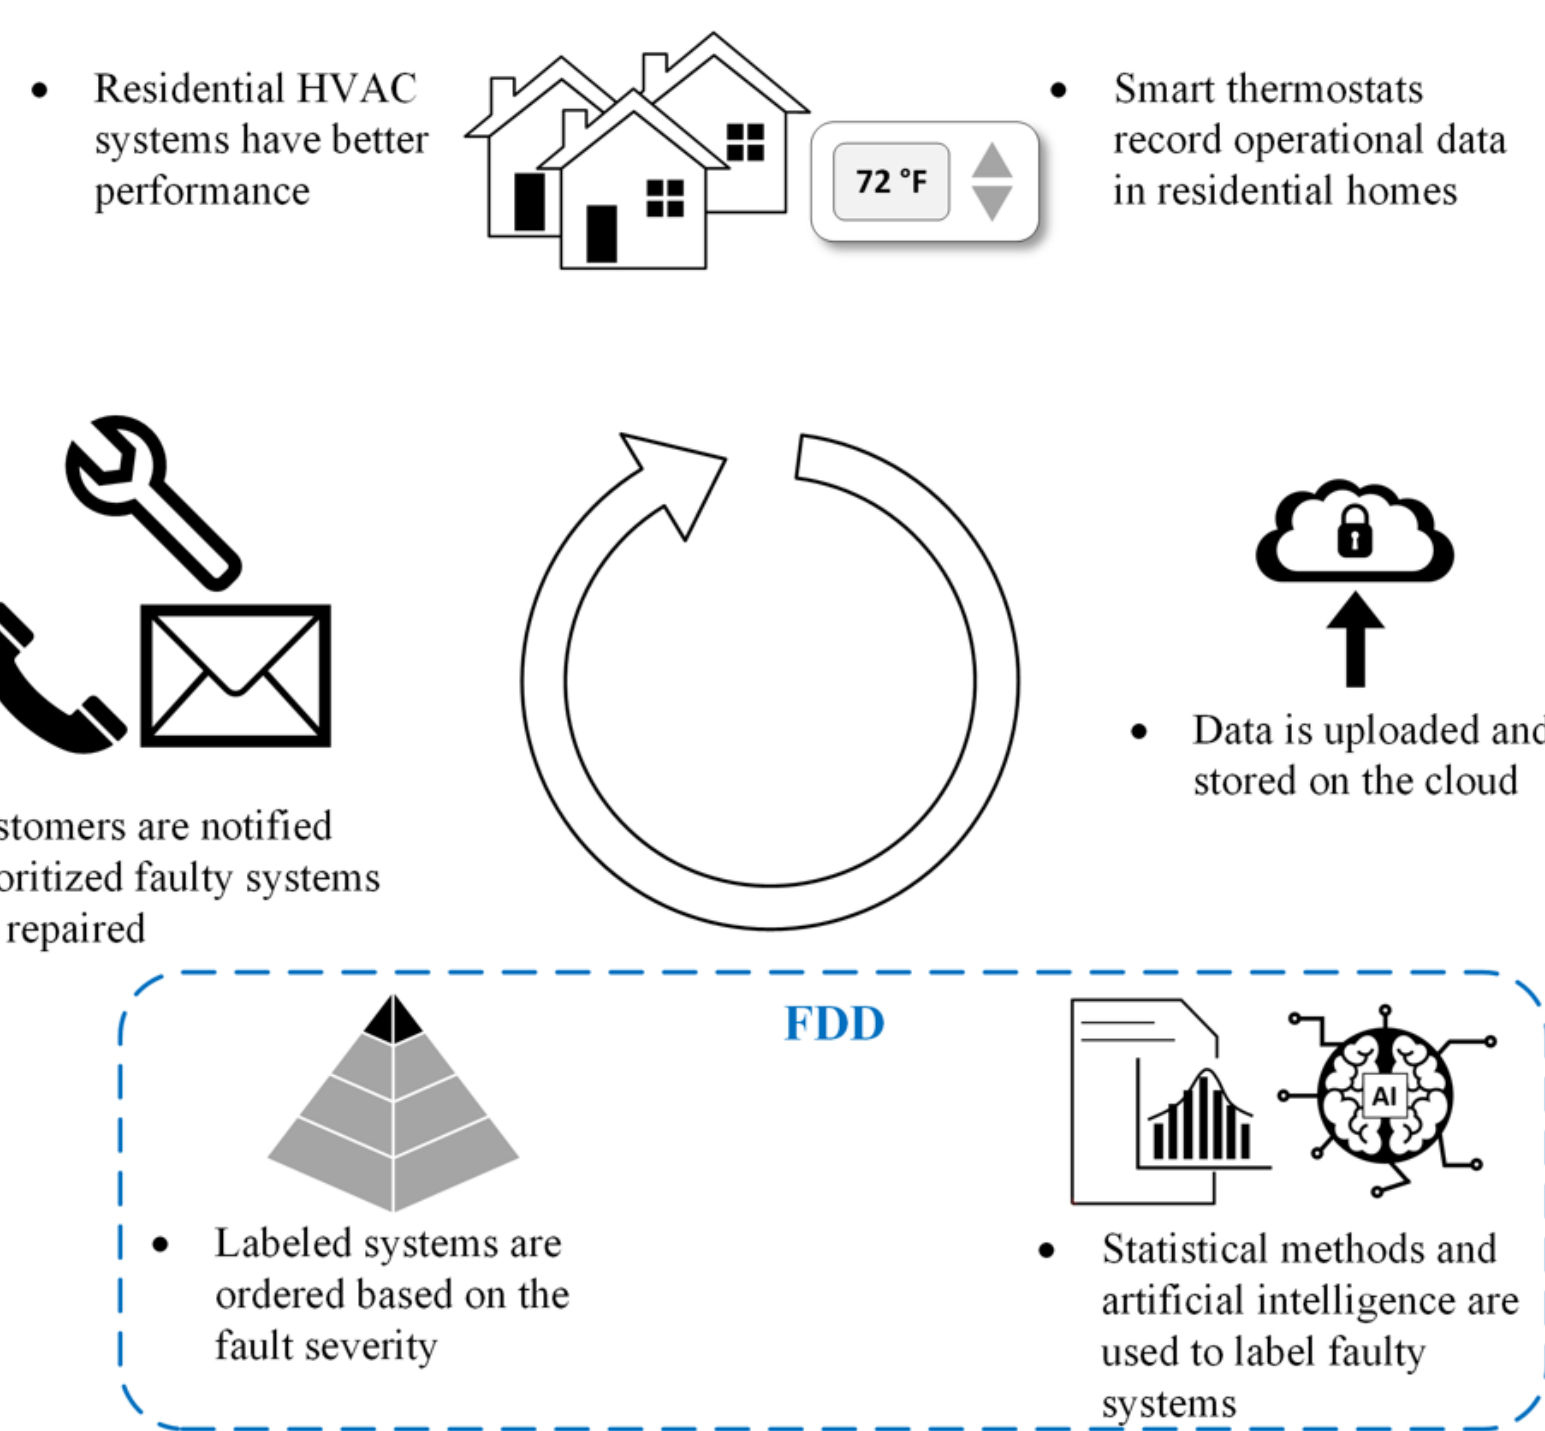 • Residential HVAC
systems have better
performance
72 °F
• Smart thermostats
record operational data
in residential homes
• Data is uploaded and
stored on the cloud
are notified
faulty systems
repaired
FDD
AI
• Labeled systems are
ordered based on the
fault severity
• Statistical methods and
artificial intelligence are
used to label faulty
systems